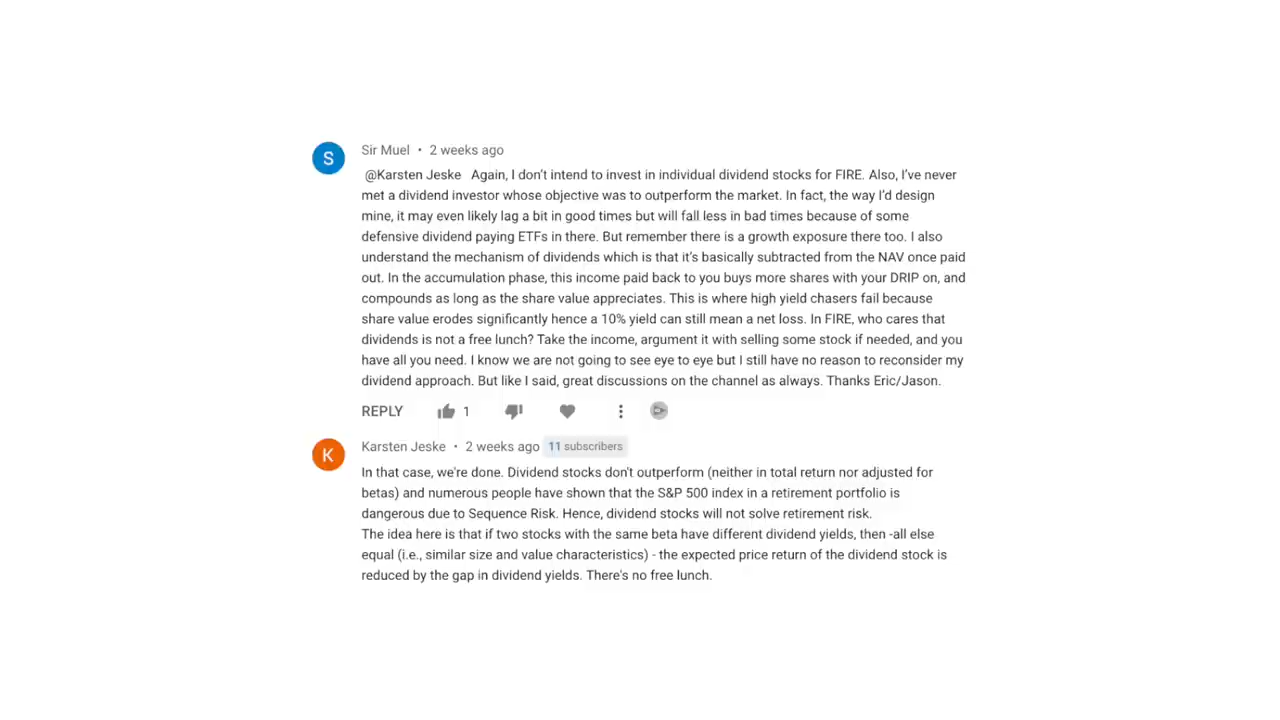 S
Sir Muel • 2 weeks ago
@Karsten Jeske Again, I don't intend to invest in individual dividend stocks for FIRE. Also, I've never
met a dividend investor whose objective was to outperform the market. In fact, the way I'd design
mine, it may even likely lag a bit in good times but will fall less in bad times because of some
defensive dividend paying ETFs in there. But remember there is a growth exposure there too. I also
understand the mechanism of dividends which is that it's basically subtracted from the NAV once paid
out. In the accumulation phase, this income paid back to you buys more shares with your DRIP on, and
compounds as long as the share value appreciates. This is where high yield chasers fail because
share value erodes significantly hence a 10% yield can still mean a net loss. In FIRE, who cares that
dividends is not a free lunch? Take the income, argument it with selling some stock if needed, and you
have all you need. I know we are not going to see eye to eye but I still have no reason to reconsider my
dividend approach. But like I said, great discussions on the channel as always. Thanks Eric/Jason.
REPLY 1
K
Karsten Jeske • 2 weeks ago 11 subscribers
In that case, we're done. Dividend stocks don't outperform (neither in total return nor adjusted for
betas) and numerous people have shown that the S&P 500 index in a retirement portfolio is
dangerous due to Sequence Risk. Hence, dividend stocks will not solve retirement risk.
The idea here is that if two stocks with the same beta have different dividend yields, then -all else
equal (i.e., similar size and value characteristics) - the expected price return of the dividend stock is
reduced by the gap in dividend yields. There's no free lunch.